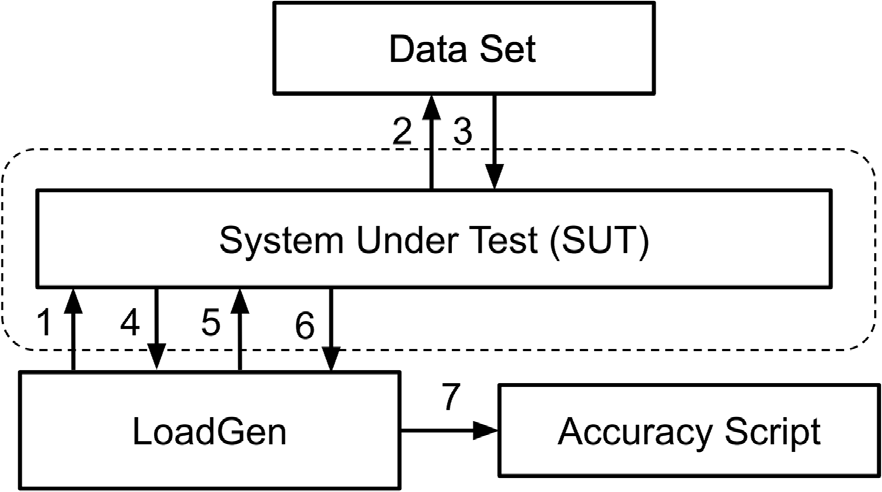 Data Set
2 3
System Under Test (SUT)
1 4 5 6
7
LoadGen
Accuracy Script